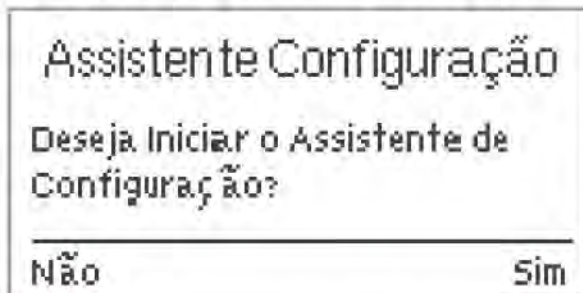 Assistente Configuração
Deseja Iniciar o Assistente de
Configuração?
Não Sim